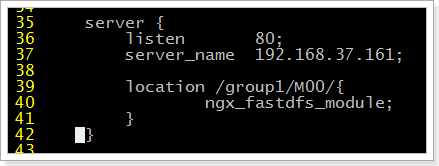 34
35 server {
36 listen 80;
37 server_name 192.168.37.161;
38
39 location /group1/M00/{
40 ngx_fastdfs_module;
41 }
42 }
43